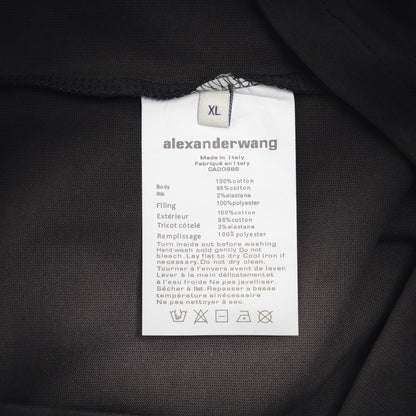 XL
alexanderwang
Made in Italy
Fabriqué en Italy
CA00985
Body 100%cotton
Rib 98%cotton
2%elastane
Filing 100%polyester
Extérieur 100%cotton
98%cotton
Tricot côtelé 2%elastane
Remplissage 100% polyester
Turn inside out before washing
Hand wash cold gently Do not
bleach. Lay flat to dry Cool iron if
necessary.Do not dry clean.
Tourner à l'envers avant de laver.
Laver à la main délicatement
à l'eau froide Ne pas javelliser.
Sécher à llat. Repasser a basse
température si nécessaire
Ne pas nettoyer à sec.